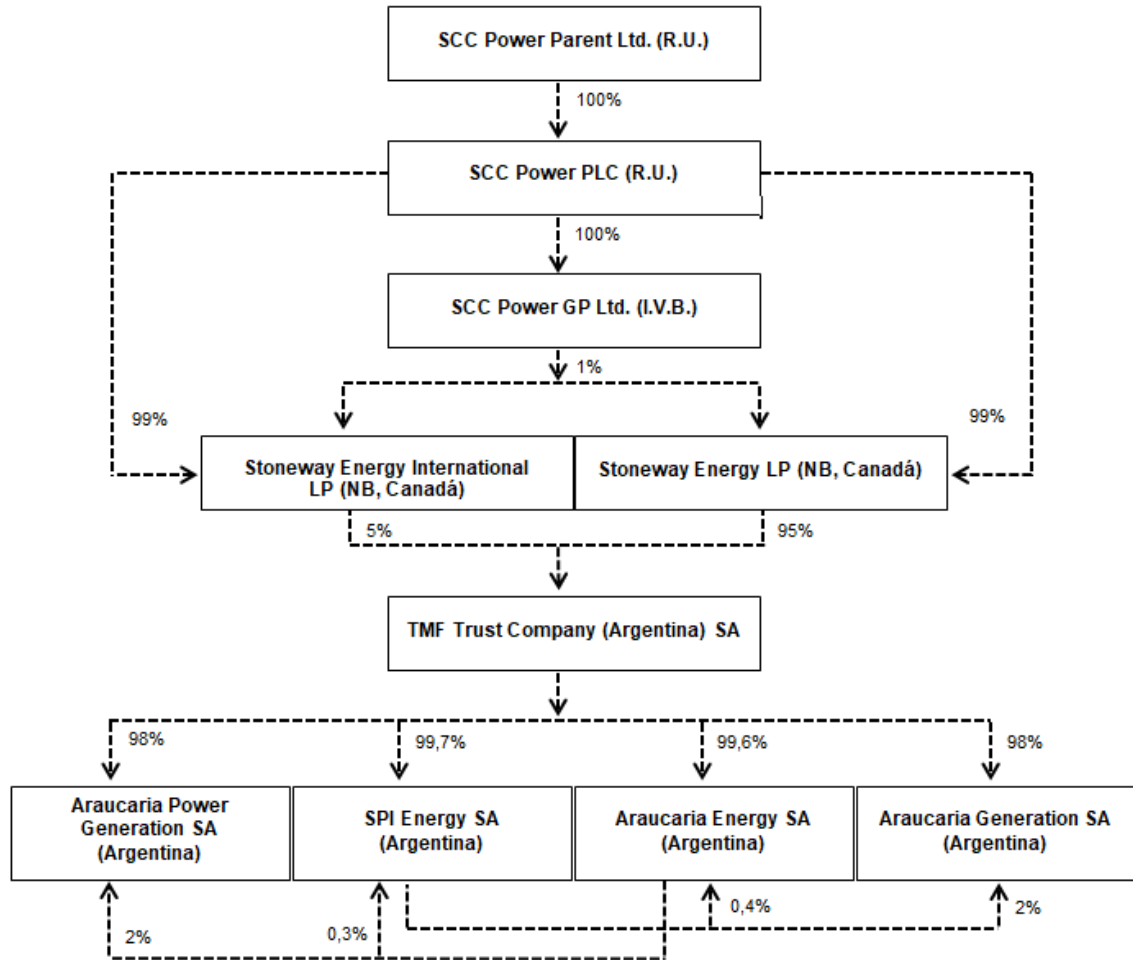 SCC Power Parent Ltd. (R.U.)
100%
SCC Power PLC (R.U.)
100%
SCC Power GP Ltd. (I.V.B.)
1%
99%
99%
Stoneway Energy International
LP (NB, Canadá)
Stoneway Energy LP (NB, Canadá)
5%
95%
TMF Trust Company (Argentina) SA
98%
99,7%
99,6%
98%
Araucaria Power
Generation SA
(Argentina)
SPI Energy SA
(Argentina)
Araucaria Energy SA
(Argentina)
Araucaria Generation SA
(Argentina)
2%
0,3%
0,4%
2%